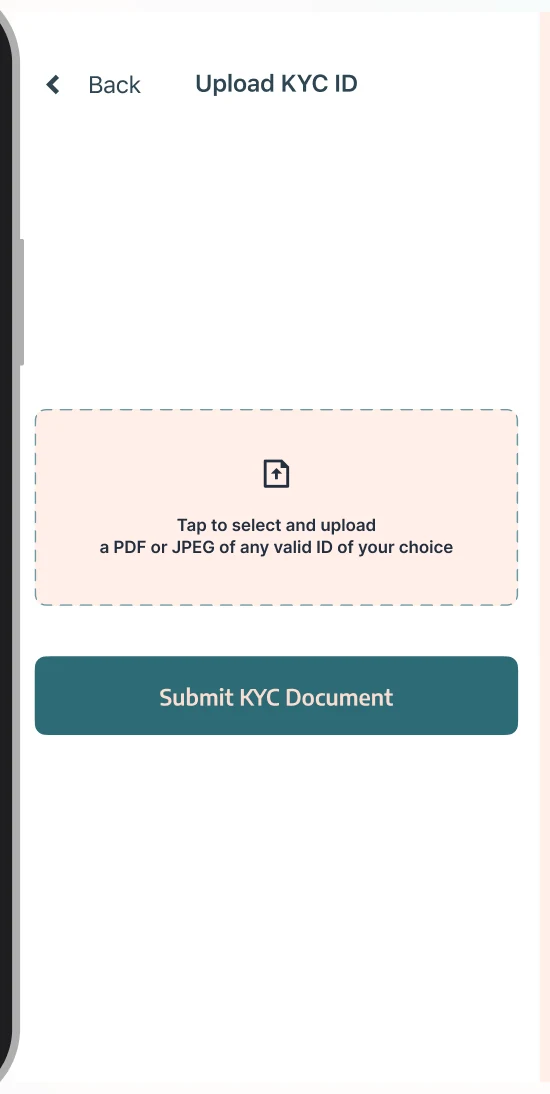 Back
Upload KYC ID
Tap to select and upload
a PDF or JPEG of any valid ID of your choice
Submit KYC Document